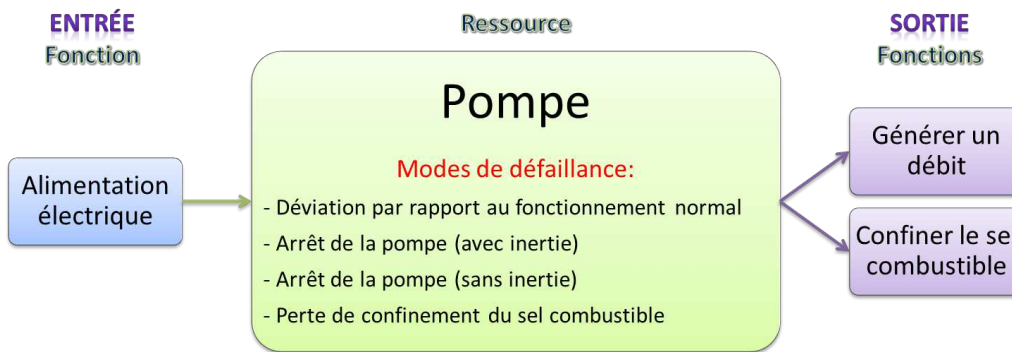 ENTRÉE
Fonction
Ressource
SORTIE
Fonctions
Alimentation
électrique
Pompe
Modes de défaillance:
- Déviation par rapport au fonctionnement normal
- Arrêt de la pompe (avec inertie)
- Arrêt de la pompe (sans inertie)
- Perte de confinement du sel combustible
Générer un
débit
Confiner le se
combustible